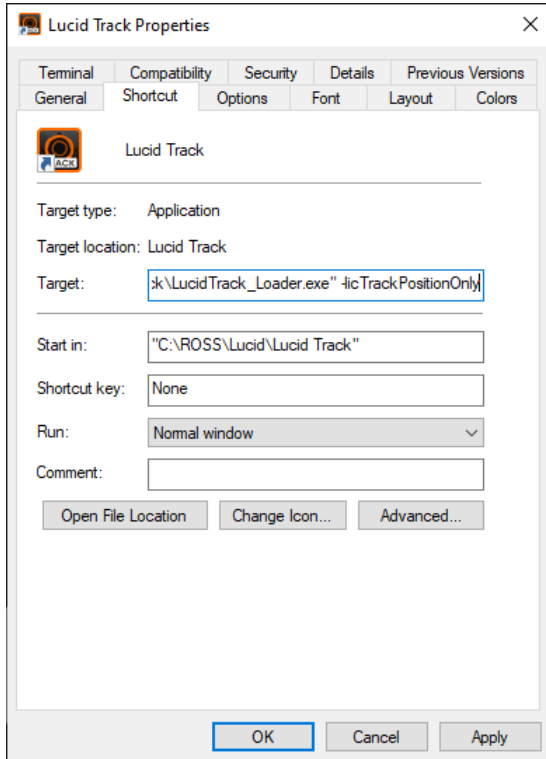 Lucid Track Properties
Terminal Compatibility Security Details Previous Versions
General Shortcut Options Font Layout Colors
ACK
Lucid Track
Target type: Application
Target location: Lucid Track
Target: :k\LucidTrack_Loader.exe" -licTrackPositionOnly
Start in: "C:\ROSS\Lucid\Lucid Track"
Shortcut key: None
Run: Normal window
Comment:
Open File Location Change Icon... Advanced...
OK Cancel Apply